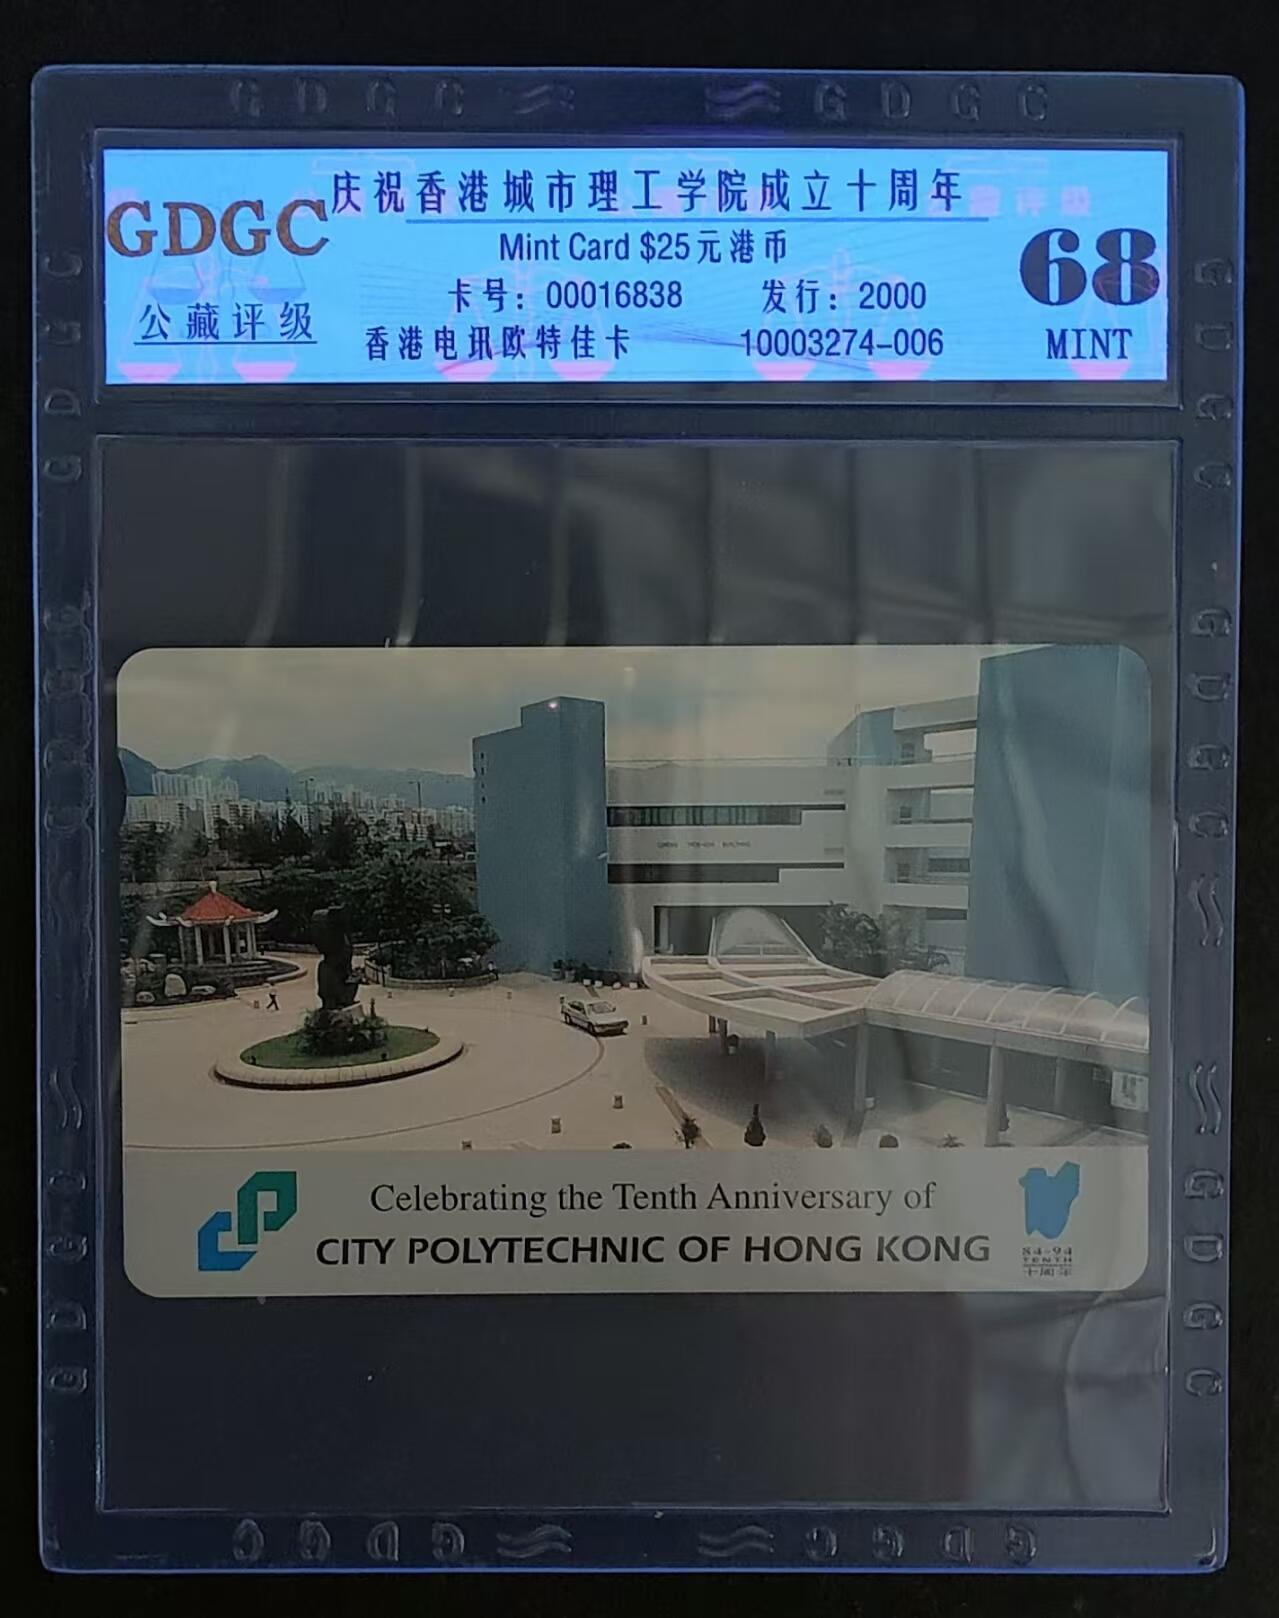 G D G C G D G C
庆祝香港城市理工学院成立十周年
GDGC
Mint Card $25元港币
68
卡号：00016838 发行：2000
公藏评级
香港电讯欧特佳卡 10003274-006
MINT
Celebrating the Tenth Anniversary of
CITY POLYTECHNIC OF HONG KONG
84-94
十周年
G D G C G D G C